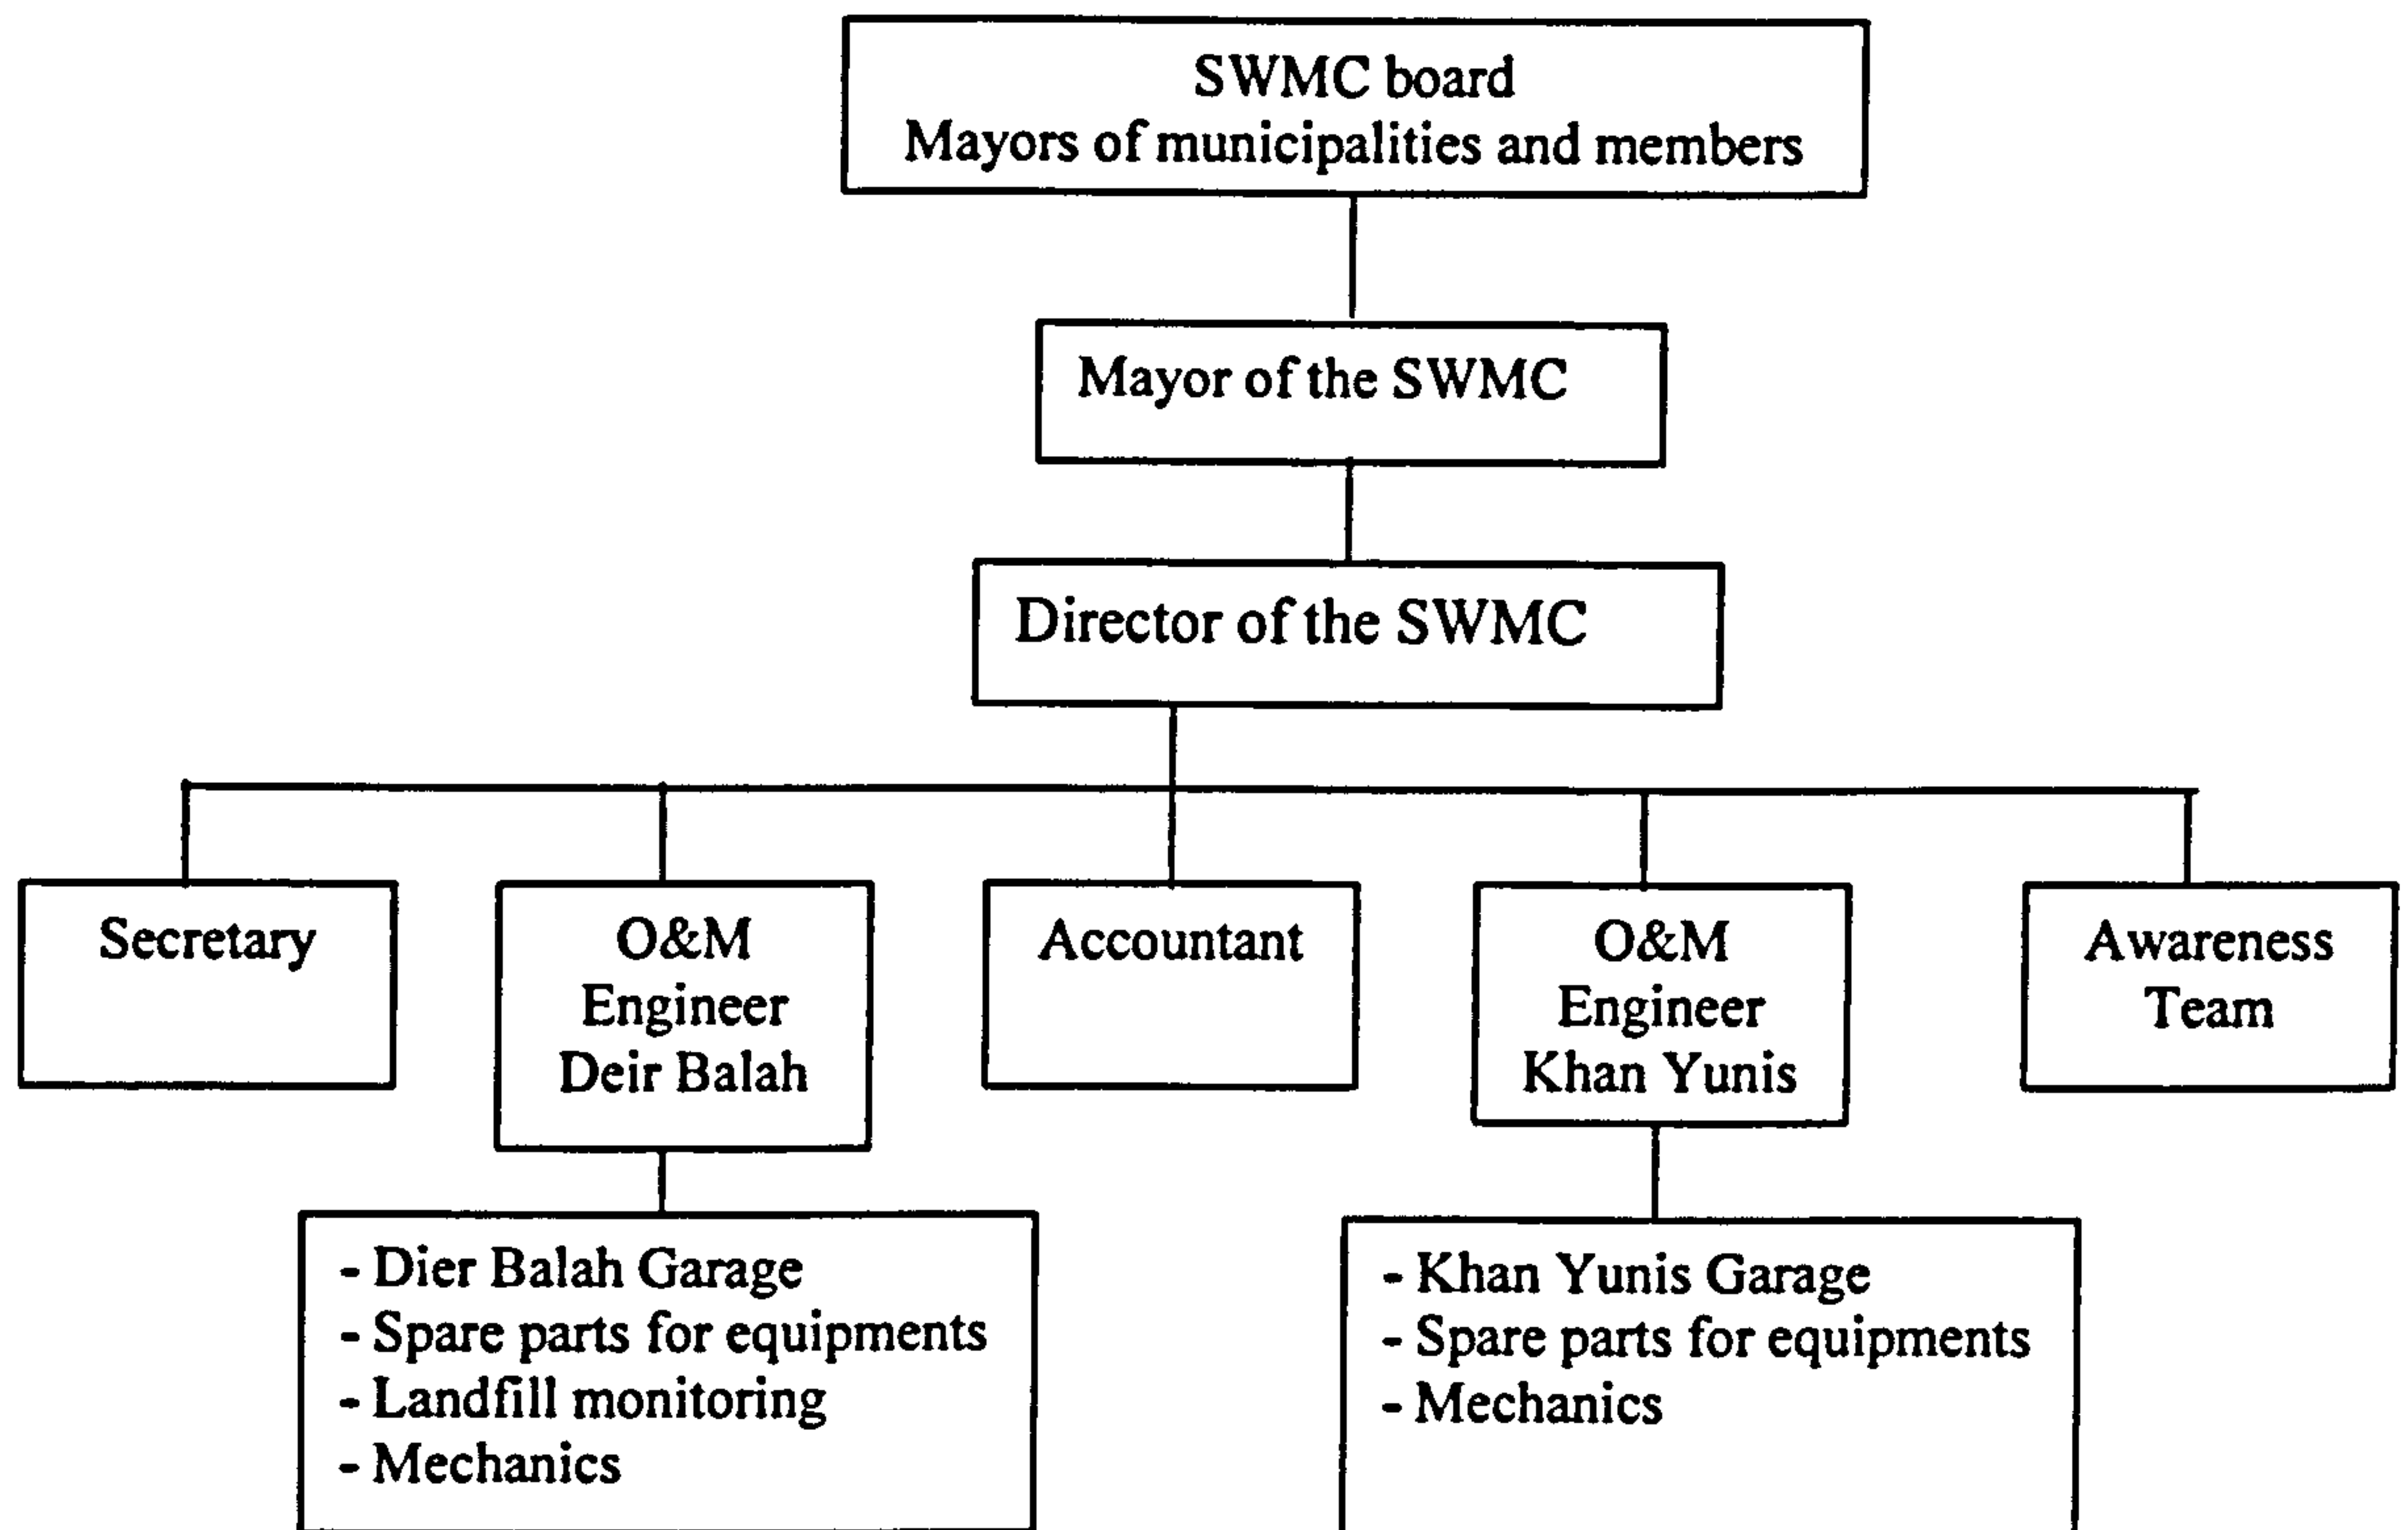 SWMC board
Mayors of municipalities and members
Mayor of the SWMC
Director of the SWMC
Secretary
O&M
Engineer
Deir Balah
Accountant
O&M
Engineer
Khan Yunis
Awareness
Team
- Dier Balah Garage
- Spare parts for equipments
- Landfill monitoring
- Mechanics
- Khan Yunis Garage
- Spare parts for equipments
- Mechanics